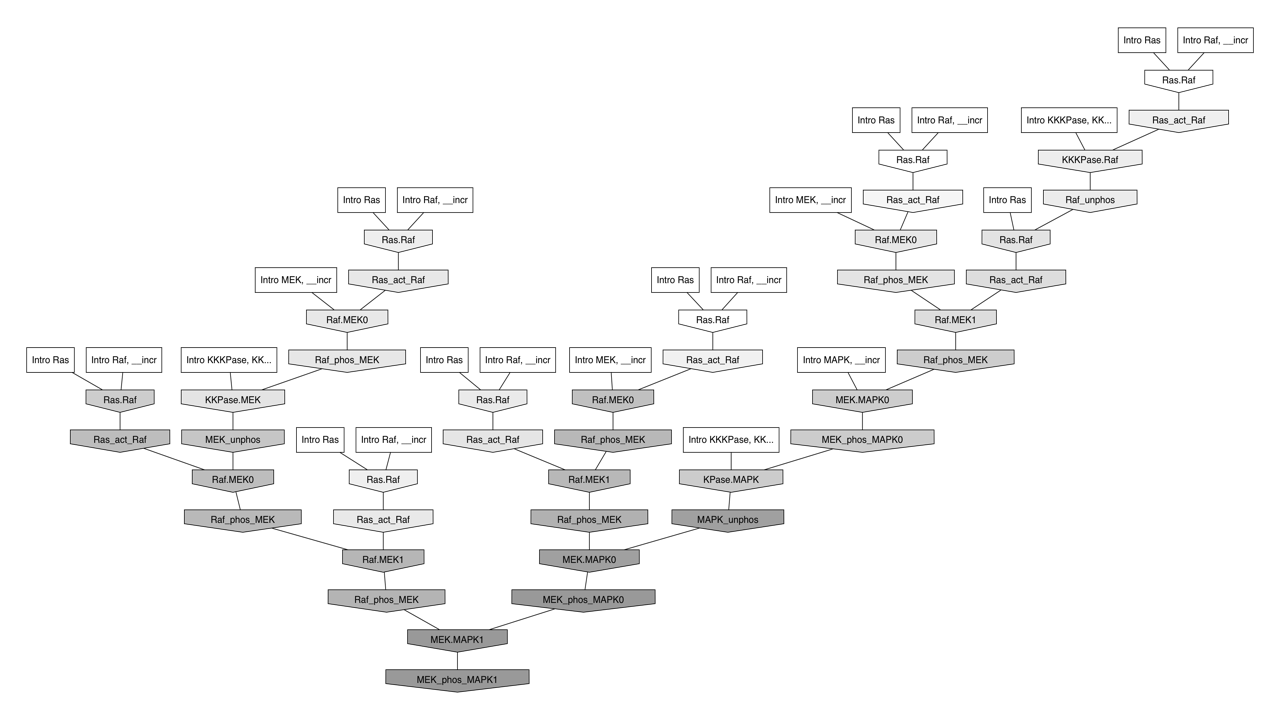 Intro Ras
Intro Raf, __incr
Ras.Raf
Intro Ras
Intro Raf, __incr
Intro KKKPase, KK...
Ras_act_Raf
Ras.Raf
KKKPase.Raf
Intro Ras
Intro Raf, __incr
Intro MEK, __incr
Ras_act_Raf
Intro Ras
Raf_unphos
Ras.Raf
Raf.MEK0
Ras.Raf
Intro MEK, __incr
Ras_act_Raf
Intro Ras
Intro Raf, __incr
Raf_phos_MEK
Ras_act_Raf
Raf.MEK0
Ras.Raf
Raf.MEK1
Intro Ras
Intro Raf, __incr
Intro KKKPase, KK...
Raf_phos_MEK
Intro Ras
Intro Raf, __incr
Intro MEK, __incr
Ras_act_Raf
Intro MAPK, __incr
Raf_phos_MEK
Ras.Raf
KKPase.MEK
Ras.Raf
Raf.MEK0
MEK.MAPK0
Ras_act_Raf
MEK_unphos
Intro Ras
Intro Raf, __incr
Ras_act_Raf
Raf_phos_MEK
Intro KKKPase, KK...
MEK_phos_MAPK0
Raf.MEK0
Ras.Raf
Raf.MEK1
KPase.MAPK
Raf_phos_MEK
Ras_act_Raf
Raf_phos_MEK
MAPK_unphos
Raf.MEK1
MEK.MAPK0
Raf_phos_MEK
MEK_phos_MAPK0
MEK.MAPK1
MEK_phos_MAPK1